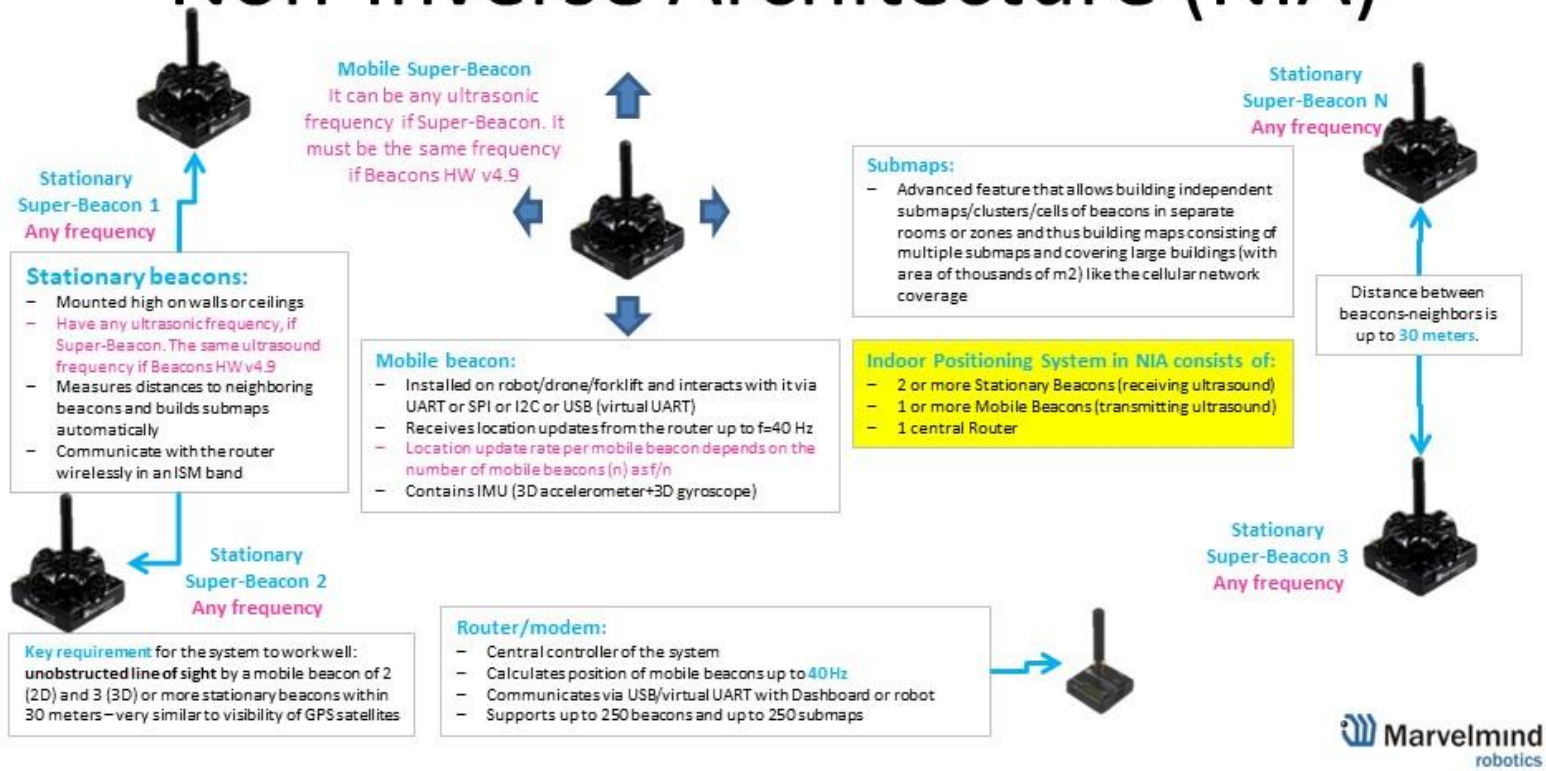 Non-Inverse Architecture (NIA)
Mobile Super-Beacon
It can be any ultrasonic
frequency if Super-Beacon. It
must be the same frequency
if Beacons HW v4.9
Stationary
Super-Beacon N
Any frequency
Stationary
Super-Beacon 1
Any frequency
Submaps:
– Advanced feature that allows building independent
submaps/clusters/cells of beacons in separate
rooms or zones and thus building maps consisting of
multiple submaps and covering large buildings (with
area of thousands of m2) like the cellular network
coverage
Stationary beacons:
– Mounted high on walls or ceilings
– Have any ultrasonic frequency, if
Super-Beacon. The same ultrasound
frequency if Beacons HW v4.9
– Measures distances to neighboring
beacons and builds submaps
automatically
– Communicate with the router
wirelessly in an ISM band
Distance between
beacons-neighbors is
up to 30 meters.
Mobile beacon:
– Installed on robot/drone/forklift and interacts with it via
UART or SPI or I2C or USB (virtual UART)
– Receives location updates from the router up to f=40 Hz
– Location update rate per mobile beacon depends on the
number of mobile beacons (n) as f/n
– Contains IMU (3D accelerometer+3D gyroscope)
Indoor Positioning System in NIA consists of:
– 2 or more Stationary Beacons (receiving ultrasound)
– 1 or more Mobile Beacons (transmitting ultrasound)
– 1 central Router
Stationary
Super-Beacon 2
Any frequency
Stationary
Super-Beacon 3
Any frequency
Key requirement for the system to work well:
unobstructed line of sight by a mobile beacon of 2
(2D) and 3 (3D) or more stationary beacons within
30 meters – very similar to visibility of GPS satellites
Router/modem:
– Central controller of the system
– Calculates position of mobile beacons up to 40Hz
– Communicates via USB/virtual UART with Dashboard or robot
– Supports up to 250 beacons and up to 250 submaps
Marvelmind
robotics